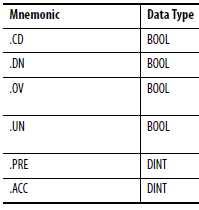 Mnemonic Data Type
.CD BOOL
.DN BOOL
.OV BOOL
.UN BOOL
.PRE DINT
.ACC DINT